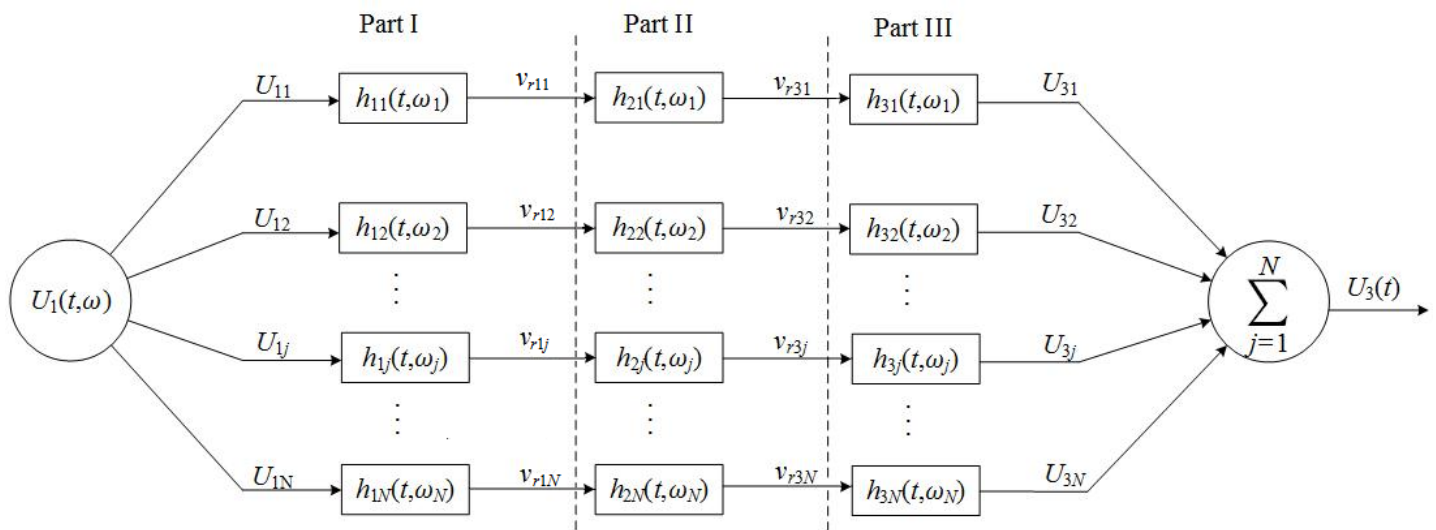 Part I Part II Part III
U₁₁ h₁₁(t,ω₁) vᵣ₁₁ h₂₁(t,ω₁) vᵣ₃₁ h₃₁(t,ω₁) U₃₁
U₁₂ h₁₂(t,ω₂) vᵣ₁₂ h₂₂(t,ω₂) vᵣ₃₂ h₃₂(t,ω₂) U₃₂
U₁(t,ω) ⋮ ⋮ ⋮ N ∑ j=1 U₃(t)
U₁ⱼ h₁ⱼ(t,ωⱼ) vᵣ₁ⱼ h₂ⱼ(t,ωⱼ) vᵣ₃ⱼ h₃ⱼ(t,ωⱼ) U₃ⱼ
⋮ ⋮ ⋮
U₁N h₁N(t,ωN) vᵣ₁N h₂N(t,ωN) vᵣ₃N h₃N(t,ωN) U₃N